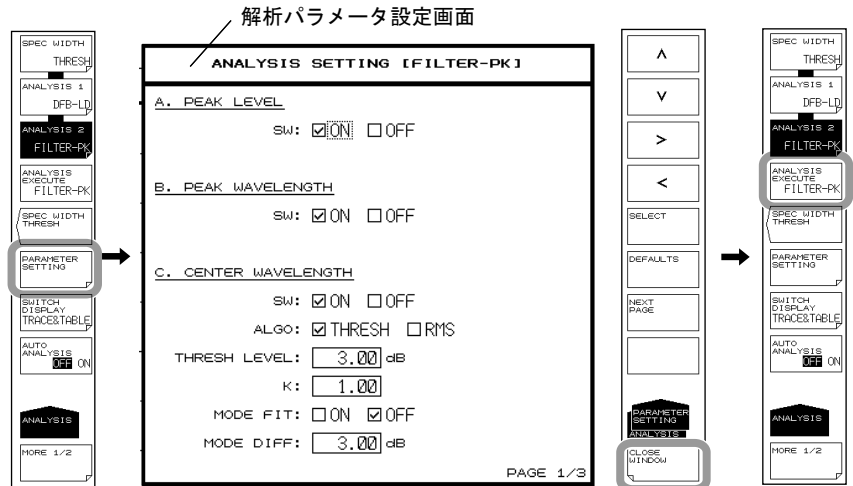 解析パラメータ設定画面
SPEC WIDTH
THRESH
ANALYSIS 1
DFB-LD
ANALYSIS 2
FILTER-PK
ANALYSIS
EXECUTE
FILTER-PK
SPEC WIDTH
THRESH
PARAMETER
SETTING
SWITCH
DISPLAY
TRACE&TABLE
AUTO
ANALYSIS
OFF ON
ANALYSIS
MORE 1/2
ANALYSIS SETTING [FILTER-PK]
A. PEAK LEVEL
SW: ☑ON ☐OFF
B. PEAK WAVELENGTH
SW: ☑ON ☐OFF
C. CENTER WAVELENGTH
SW: ☑ON ☐OFF
ALGO: ☑THRESH ☐RMS
THRESH LEVEL: 3.00 dB
K: 1.00
MODE FIT: ☐ON ☑OFF
MODE DIFF: 3.00 dB
PAGE 1/3
∧
∨
>
<
SELECT
DEFAULTS
NEXT
PAGE
PARAMETER
SETTING
ANALYSIS
CLOSE
WINDOW
SPEC WIDTH
THRESH
ANALYSIS 1
DFB-LD
ANALYSIS 2
FILTER-PK
ANALYSIS
EXECUTE
FILTER-PK
SPEC WIDTH
THRESH
PARAMETER
SETTING
SWITCH
DISPLAY
TRACE&TABLE
AUTO
ANALYSIS
OFF ON
ANALYSIS
MORE 1/2